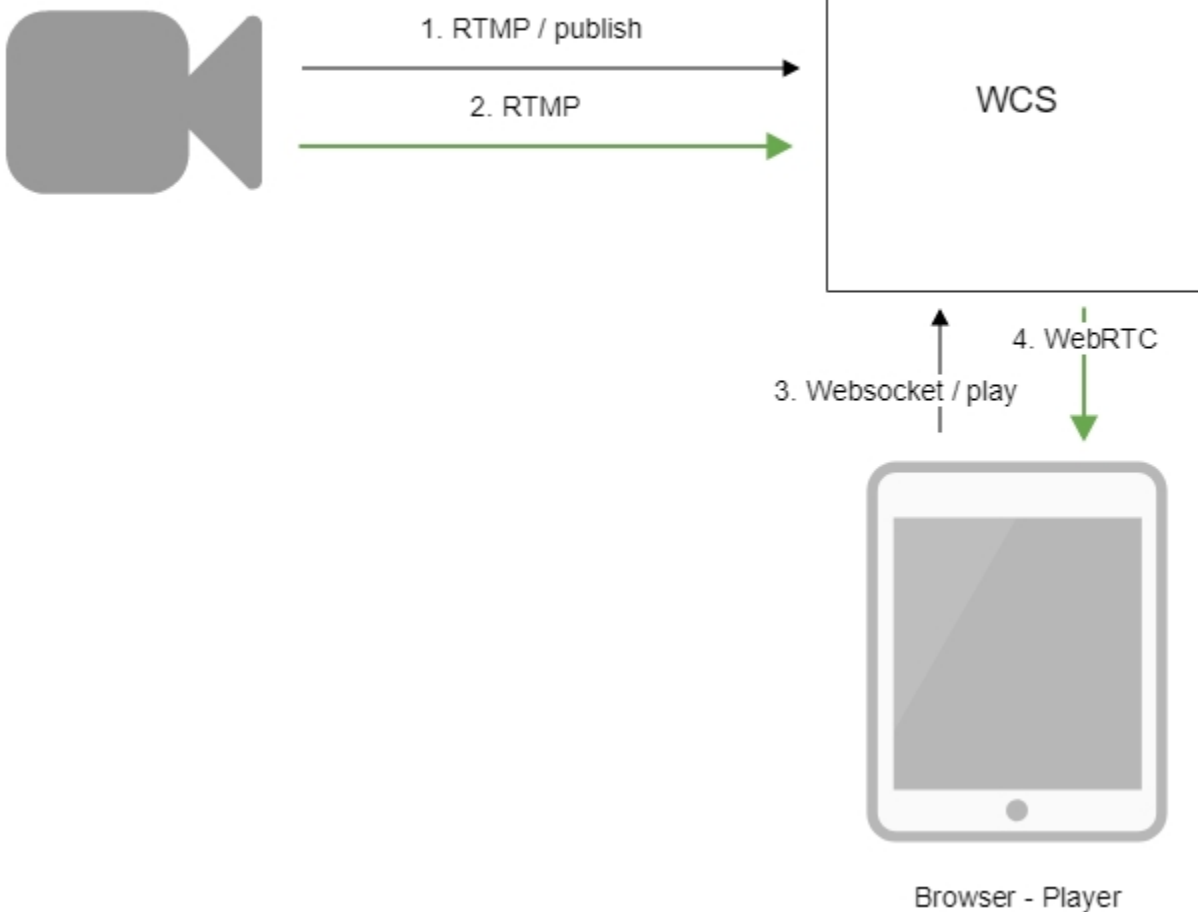 1. RTMP / publish
2. RTMP
WCS
4. WebRTC
3. Websocket / play
Browser - Player